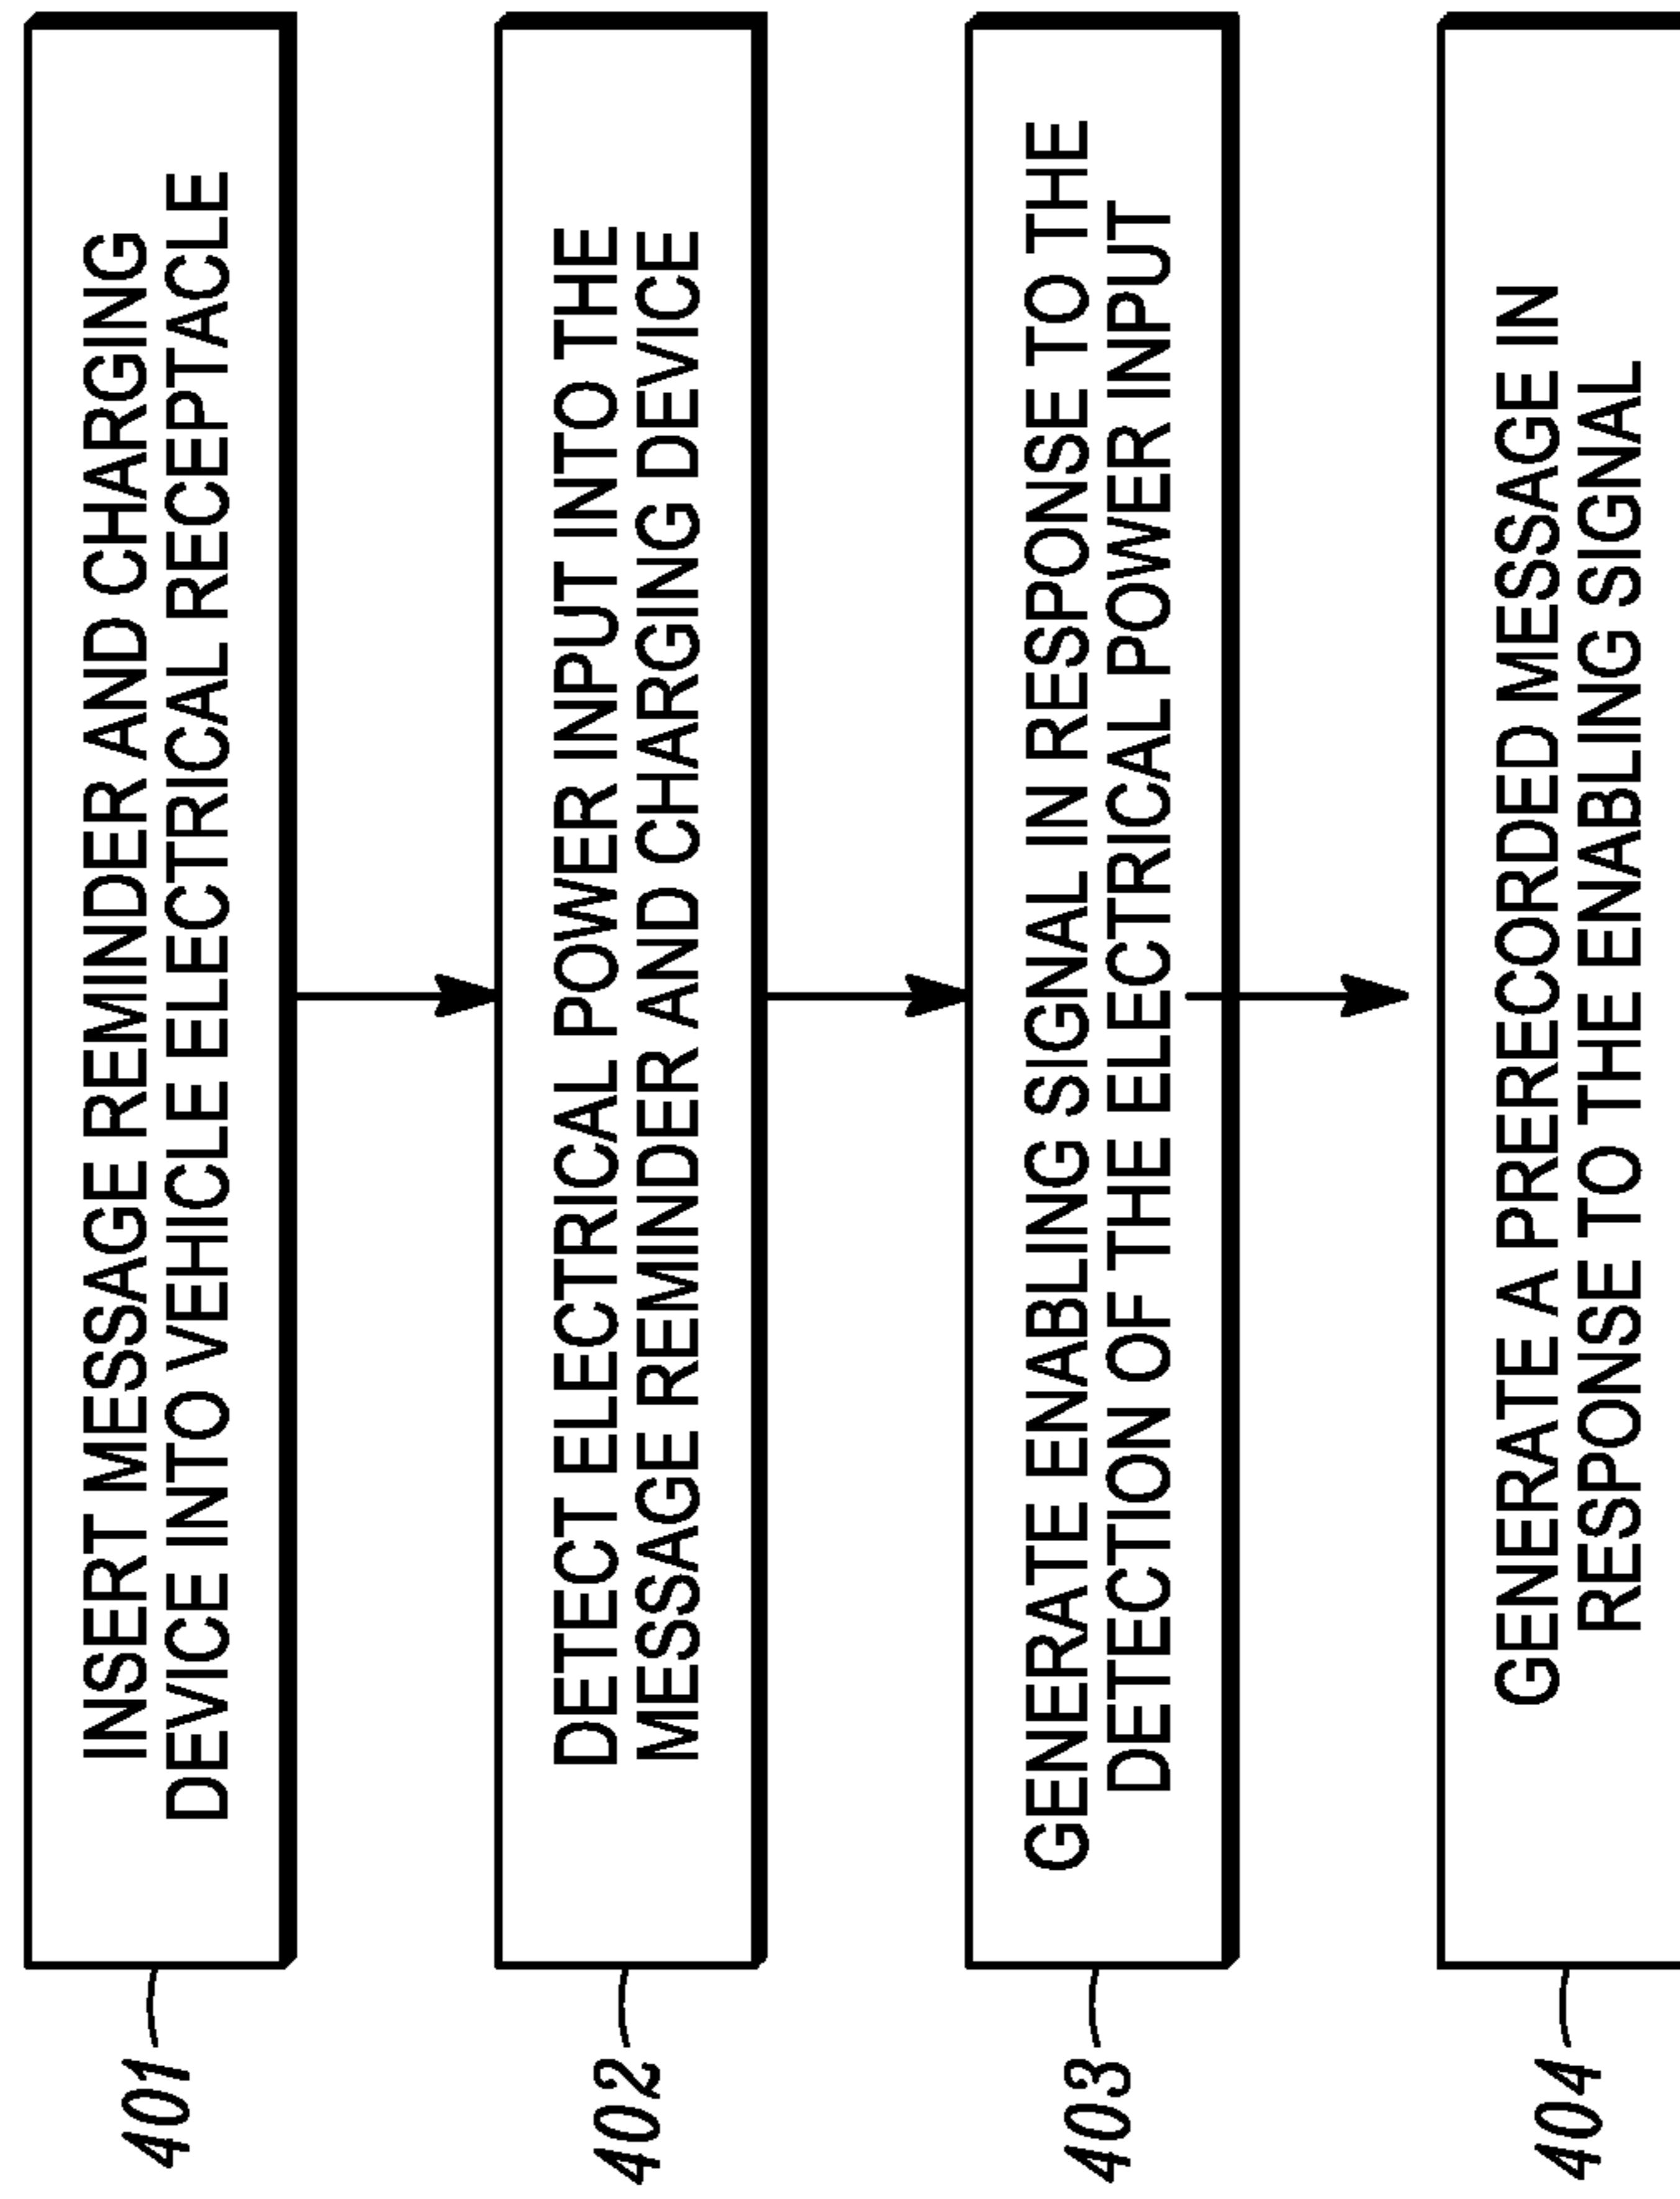 401
INSERT MESSAGE REMINDER AND CHARGING
DEVICE INTO VEHICLE ELECTRICAL RECEPTACLE
402
DETECT ELECTRICAL POWER INPUT INTO THE
MESSAGE REMINDER AND CHARGING DEVICE
403
GENERATE ENABLING SIGNAL IN RESPONSE TO THE
DETECTION OF THE ELECTRICAL POWER INPUT
404
GENERATE A PRERECORDED MESSAGE IN
RESPONSE TO THE ENABLING SIGNAL